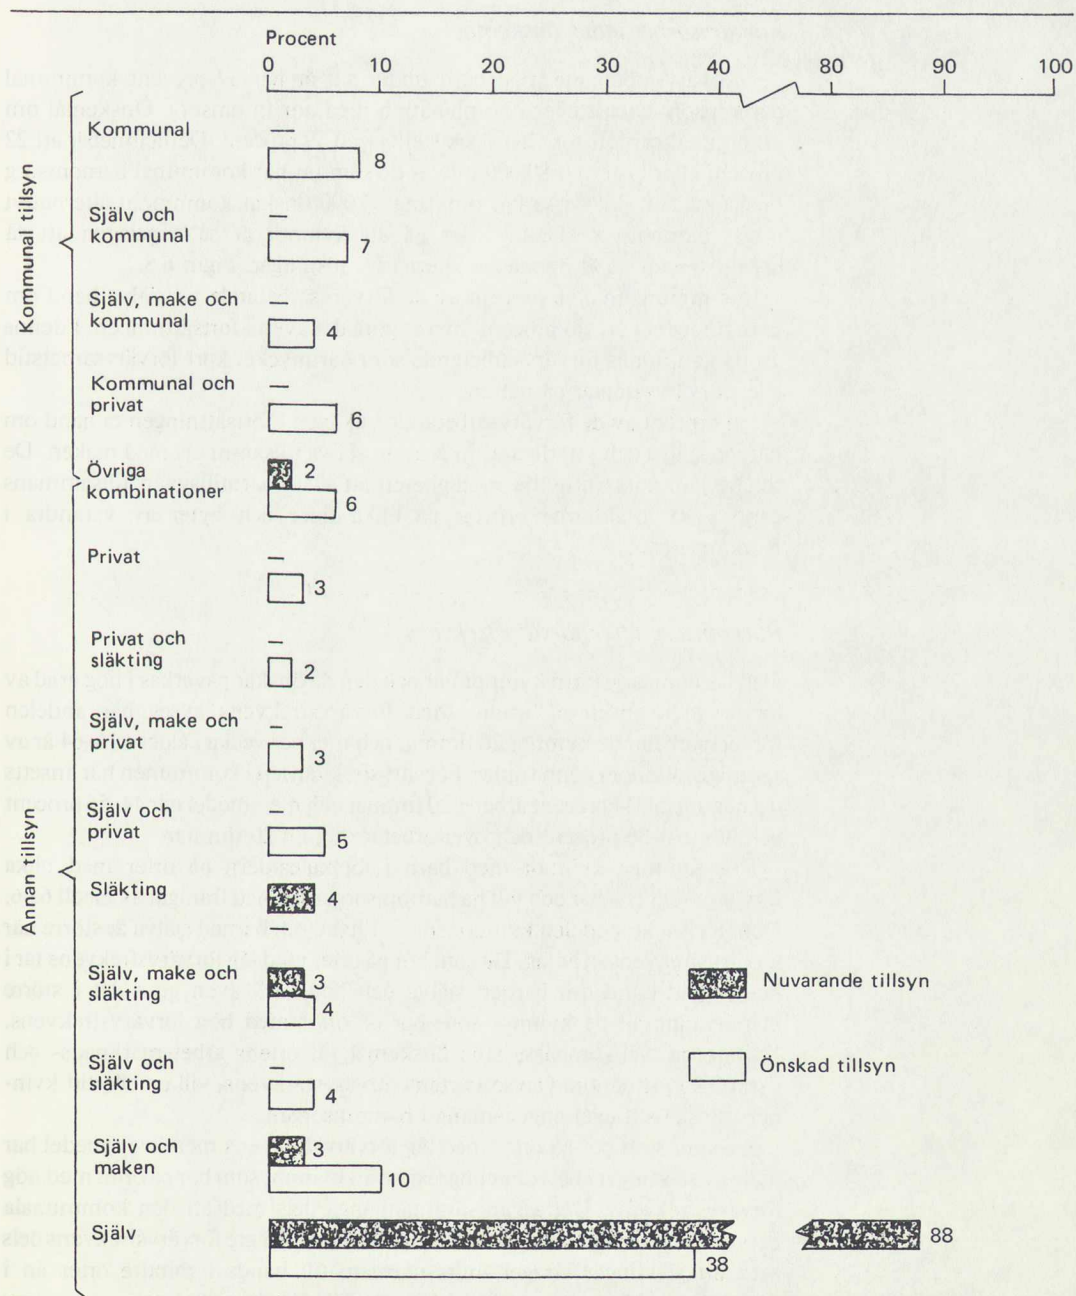 Procent
0 10 20 30 40 80 90 100
Kommunal tillsyn
Kommunal
—
8
Själv och
kommunal
—
7
Själv, make och
kommunal
—
4
Kommunal och
privat
—
6
Övriga
kombinationer
2
6
Annan tillsyn
Privat
—
3
Privat och
släkting
—
2
Själv, make och
privat
—
3
Själv och
privat
—
5
Släkting
4
Själv, make och
släkting
3
4
Nuvarande tillsyn
Önskad tillsyn
Själv och
släkting
—
4
Själv och
maken
3
10
Själv
88
38